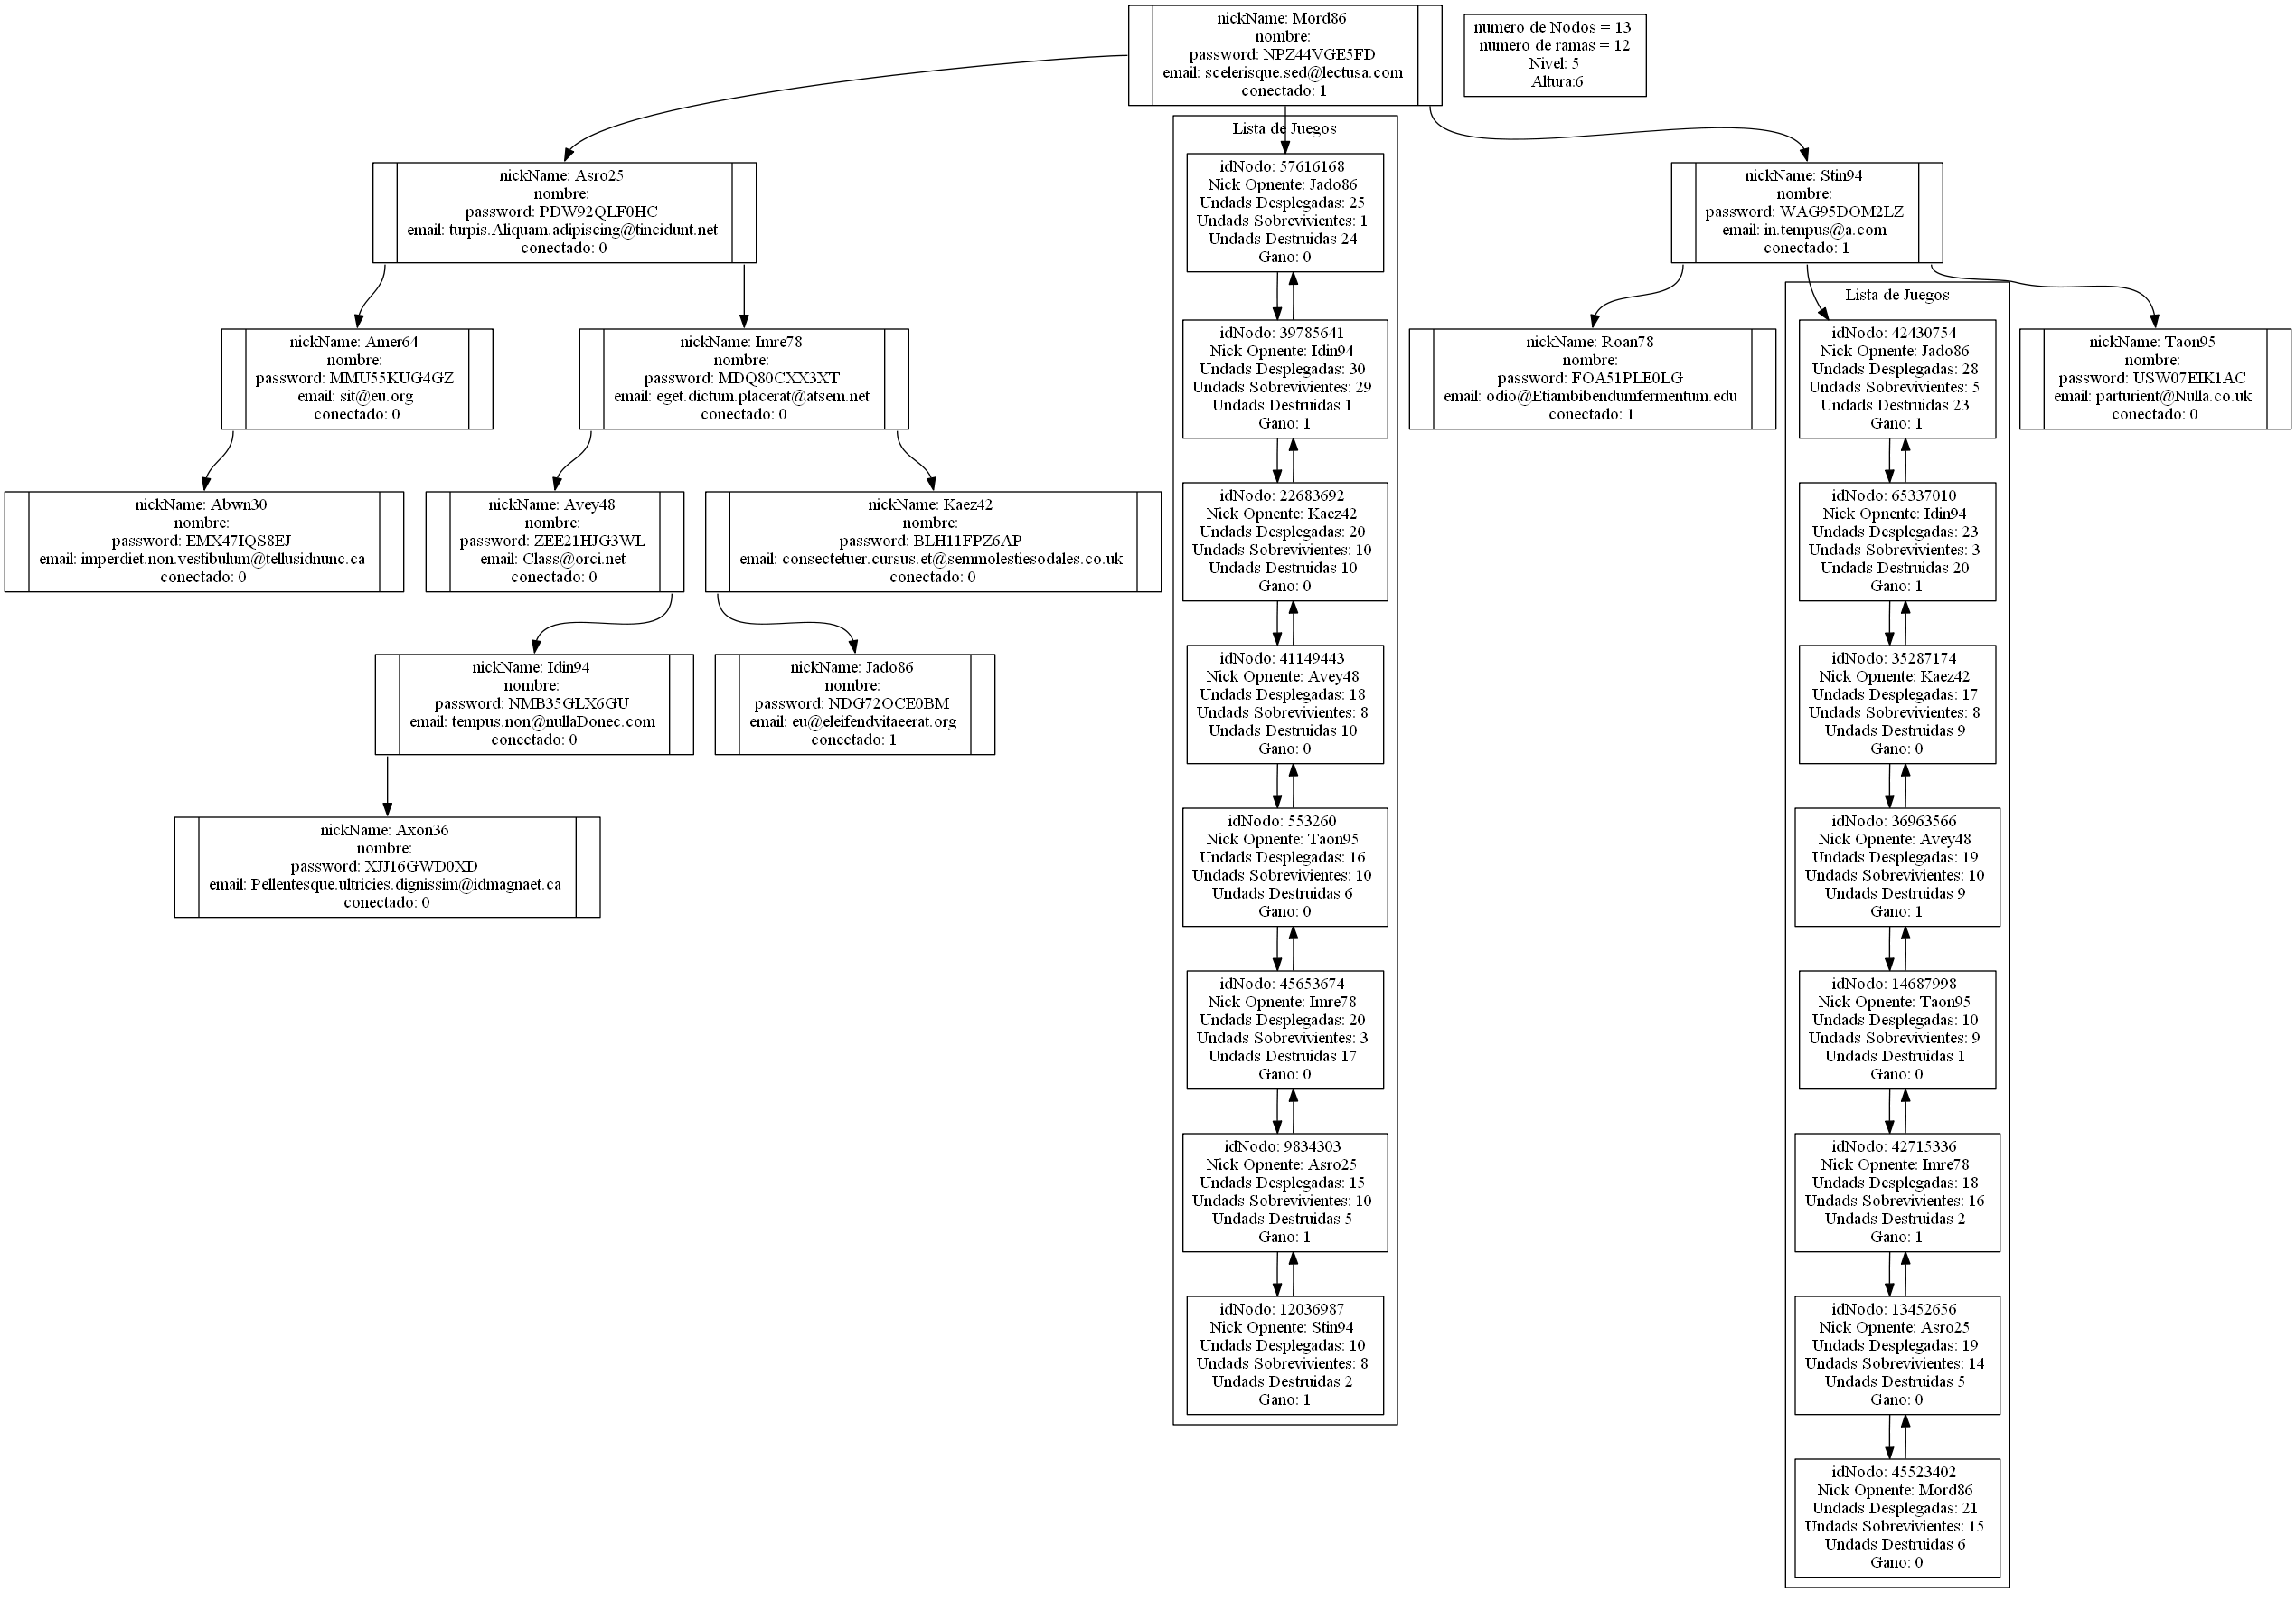 nickName: Mord86
nombre:
password: NPZ44VGE5FD
email: scelerisque.sed@lectusa.com
conectado: 1
numero de Nodos = 13
numero de ramas = 12
Nivel: 5
Altura:6
nickName: Asro25
nombre:
password: PDW92QLF0HC
email: turpis.Aliquam.adipiscing@tincidunt.net
conectado: 0
nickName: Stin94
nombre:
password: WAG95DOM2LZ
email: in.tempus@a.com
conectado: 1
nickName: Amer64
nombre:
password: MMU55KUG4GZ
email: sit@eu.org
conectado: 0
nickName: Imre78
nombre:
password: MDQ80CXX3XT
email: eget.dictum.placerat@atsem.net
conectado: 0
nickName: Roan78
nombre:
password: FOA51PLE0LG
email: odio@Etiambibendumfermentum.edu
conectado: 1
nickName: Taon95
nombre:
password: USW07EIK1AC
email: parturient@Nulla.co.uk
conectado: 0
nickName: Abwn30
nombre:
password: EMX47IQS8EJ
email: imperdiet.non.vestibulum@tellusidnunc.ca
conectado: 0
nickName: Avey48
nombre:
password: ZEE21HJG3WL
email: Class@orci.net
conectado: 0
nickName: Kaez42
nombre:
password: BLH11FPZ6AP
email: consectetuer.cursus.et@semmolestiesodales.co.uk
conectado: 0
nickName: Idin94
nombre:
password: NMB35GLX6GU
email: tempus.non@nullaDonec.com
conectado: 0
nickName: Jado86
nombre:
password: NDG72OCE0BM
email: eu@eleifendvitaeerat.org
conectado: 1
nickName: Axon36
nombre:
password: XJJ16GWD0XD
email: Pellentesque.ultricies.dignissim@idmagnaet.ca
conectado: 0
Lista de Juegos
idNodo: 57616168
Nick Opnente: Jado86
Undads Desplegadas: 25
Undads Sobrevivientes: 1
Undads Destruidas 24
Gano: 0
idNodo: 39785641
Nick Opnente: Idin94
Undads Desplegadas: 30
Undads Sobrevivientes: 29
Undads Destruidas 1
Gano: 1
idNodo: 22683692
Nick Opnente: Kaez42
Undads Desplegadas: 20
Undads Sobrevivientes: 10
Undads Destruidas 10
Gano: 0
idNodo: 41149443
Nick Opnente: Avey48
Undads Desplegadas: 18
Undads Sobrevivientes: 8
Undads Destruidas 10
Gano: 0
idNodo: 553260
Nick Opnente: Taon95
Undads Desplegadas: 16
Undads Sobrevivientes: 10
Undads Destruidas 6
Gano: 0
idNodo: 45653674
Nick Opnente: Imre78
Undads Desplegadas: 20
Undads Sobrevivientes: 3
Undads Destruidas 17
Gano: 0
idNodo: 9834303
Nick Opnente: Asro25
Undads Desplegadas: 15
Undads Sobrevivientes: 10
Undads Destruidas 5
Gano: 1
idNodo: 12036987
Nick Opnente: Stin94
Undads Desplegadas: 10
Undads Sobrevivientes: 8
Undads Destruidas 2
Gano: 1
Lista de Juegos
idNodo: 42430754
Nick Opnente: Jado86
Undads Desplegadas: 28
Undads Sobrevivientes: 5
Undads Destruidas 23
Gano: 1
idNodo: 65337010
Nick Opnente: Idin94
Undads Desplegadas: 23
Undads Sobrevivientes: 3
Undads Destruidas 20
Gano: 1
idNodo: 35287174
Nick Opnente: Kaez42
Undads Desplegadas: 17
Undads Sobrevivientes: 8
Undads Destruidas 9
Gano: 0
idNodo: 36963566
Nick Opnente: Avey48
Undads Desplegadas: 19
Undads Sobrevivientes: 10
Undads Destruidas 9
Gano: 1
idNodo: 14687998
Nick Opnente: Taon95
Undads Desplegadas: 10
Undads Sobrevivientes: 9
Undads Destruidas 1
Gano: 0
idNodo: 42715336
Nick Opnente: Imre78
Undads Desplegadas: 18
Undads Sobrevivientes: 16
Undads Destruidas 2
Gano: 1
idNodo: 13452656
Nick Opnente: Asro25
Undads Desplegadas: 19
Undads Sobrevivientes: 14
Undads Destruidas 5
Gano: 0
idNodo: 45523402
Nick Opnente: Mord86
Undads Desplegadas: 21
Undads Sobrevivientes: 15
Undads Destruidas 6
Gano: 0